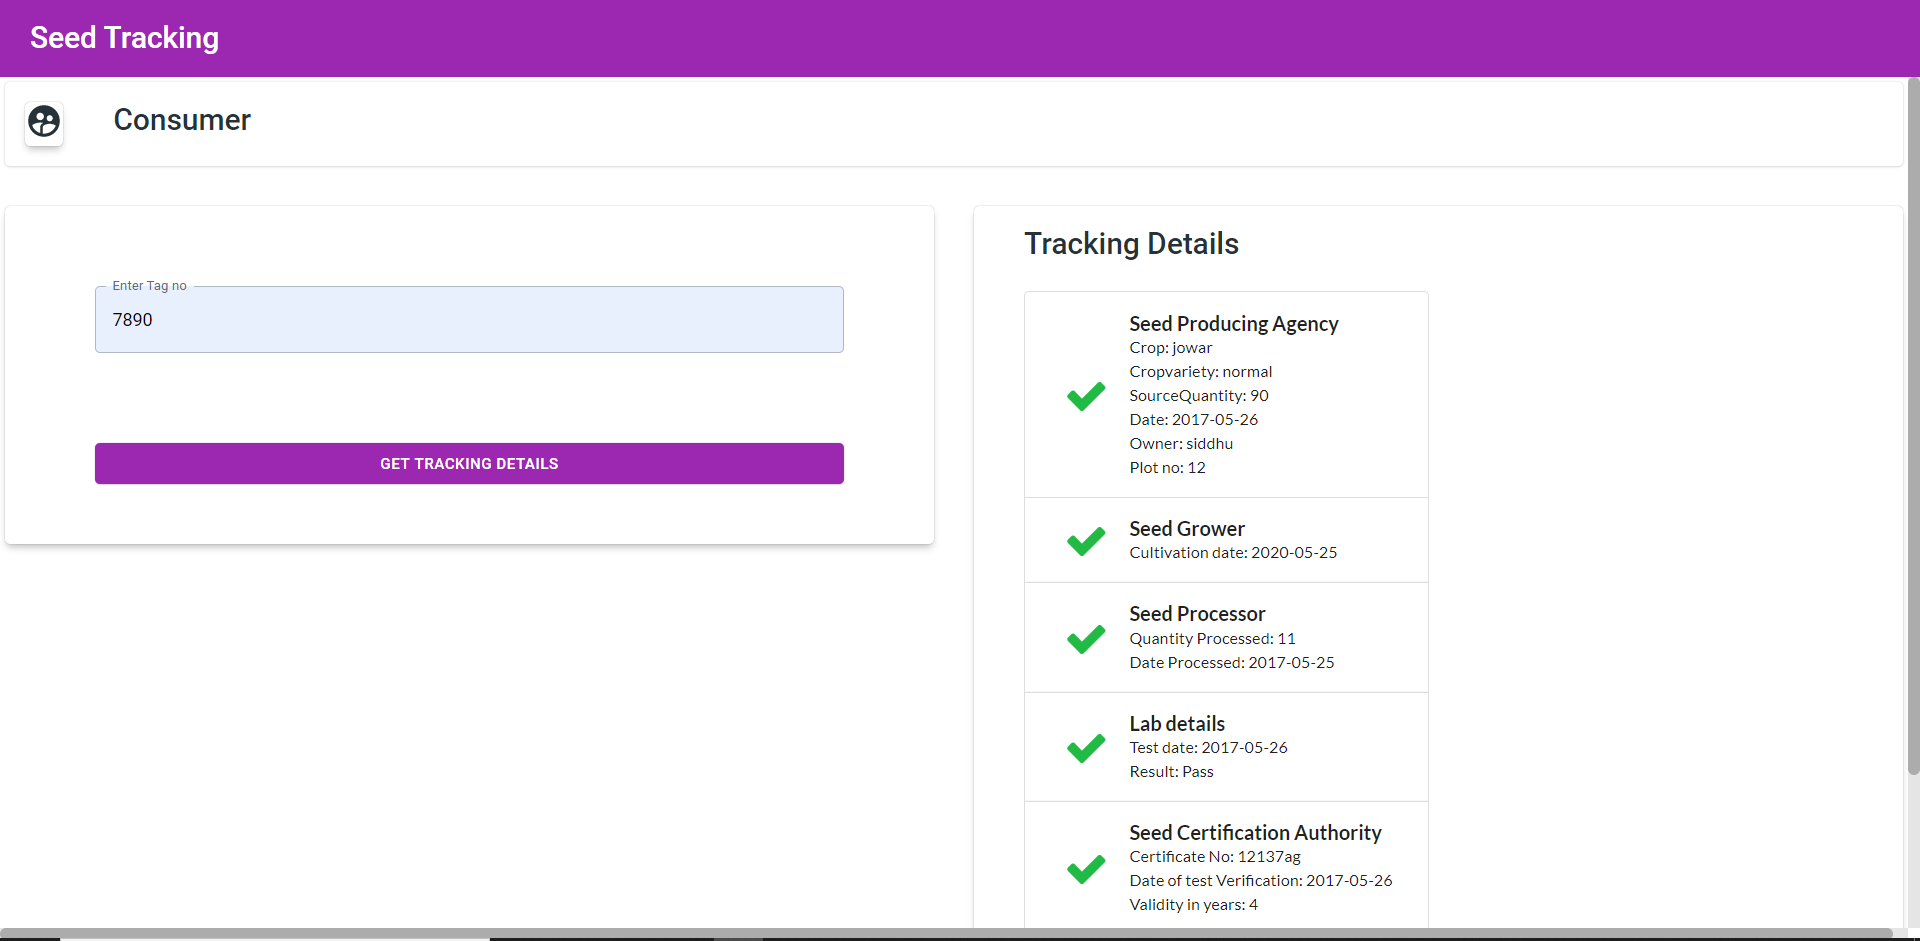 Seed Tracking
Consumer
Enter Tag no
7890
GET TRACKING DETAILS
Tracking Details
Seed Producing Agency
Crop: jowar
Cropvariety: normal
SourceQuantity: 90
Date: 2017-05-26
Owner: siddhu
Plot no: 12
Seed Grower
Cultivation date: 2020-05-25
Seed Processor
Quantity Processed: 11
Date Processed: 2017-05-25
Lab details
Test date: 2017-05-26
Result: Pass
Seed Certification Authority
Certificate No: 12137ag
Date of test Verification: 2017-05-26
Validity in years: 4